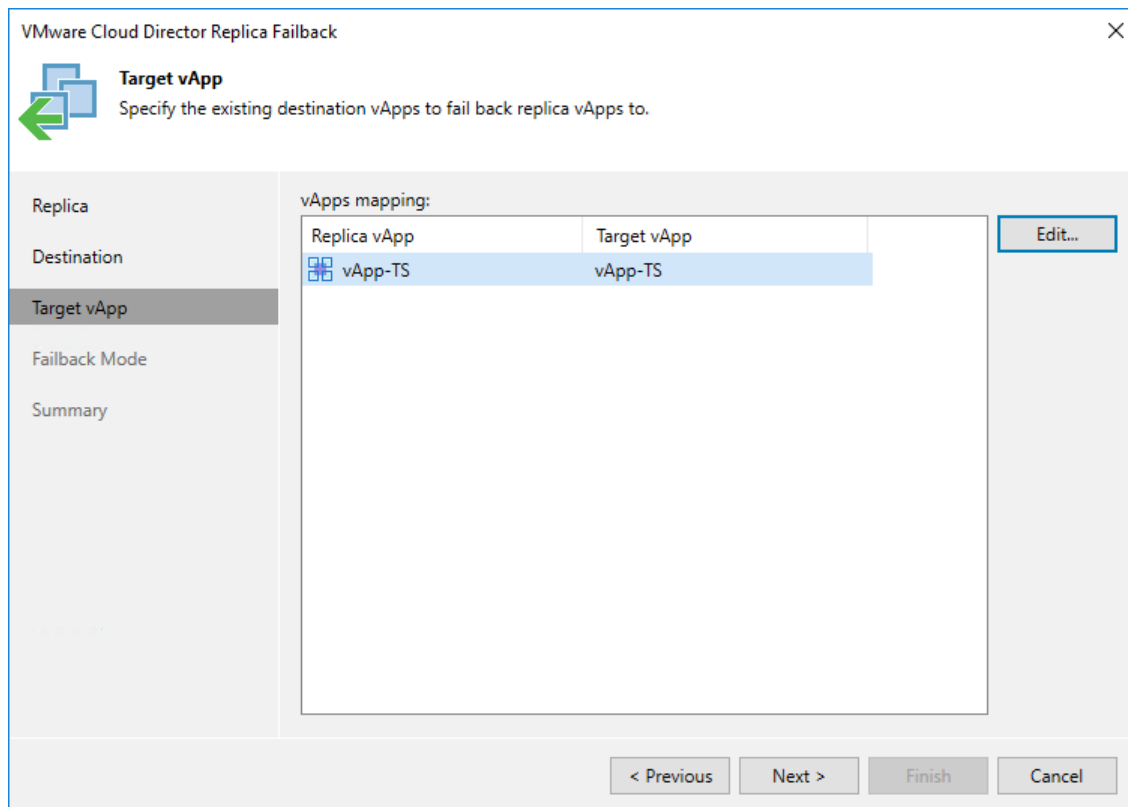 VMware Cloud Director Replica Failback
Target vApp
Specify the existing destination vApps to fail back replica vApps to.
Replica
Destination
Target vApp
Failback Mode
Summary
vApps mapping:
Replica vApp Target vApp
vApp-TS vApp-TS
Edit...
< Previous Next > Finish Cancel